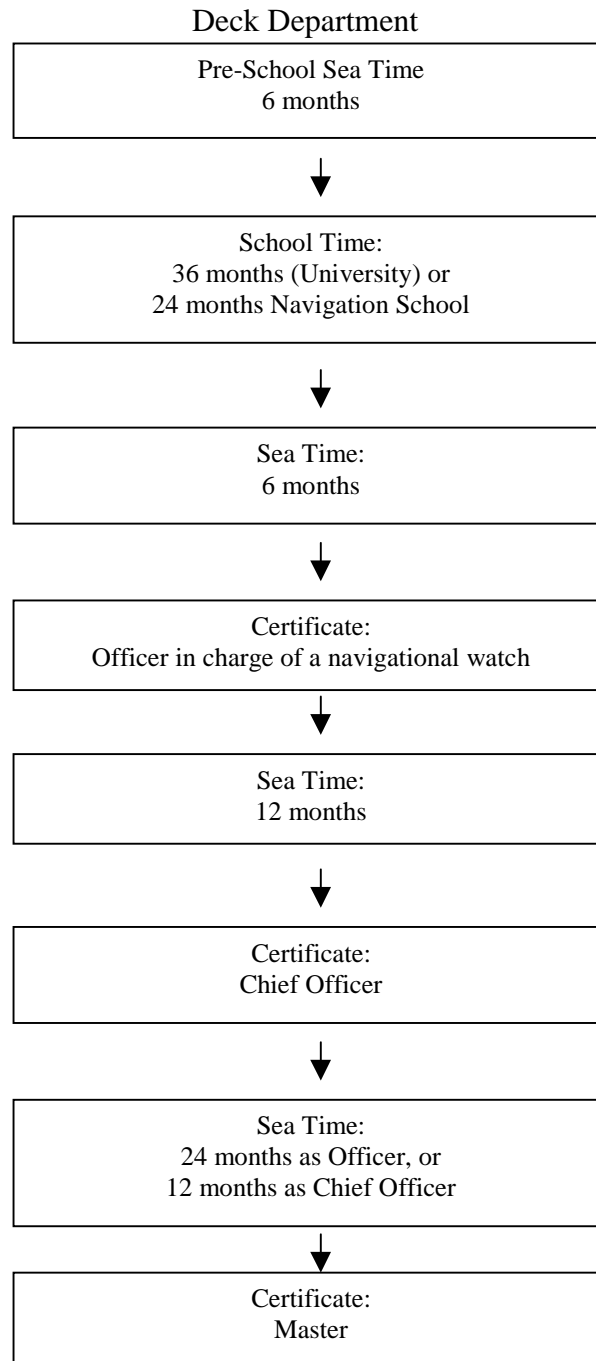 Deck Department
Pre-School Sea Time
6 months
School Time:
36 months (University) or
24 months Navigation School
Sea Time:
6 months
Certificate:
Officer in charge of a navigational watch
Sea Time:
12 months
Certificate:
Chief Officer
Sea Time:
24 months as Officer, or
12 months as Chief Officer
Certificate:
Master